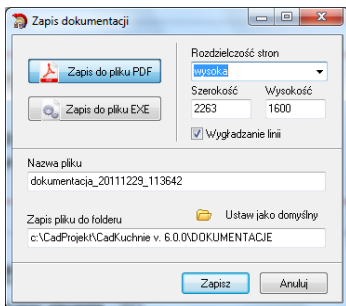 Zapis dokumentacji
Zapis do pliku PDF
Zapis do pliku EXE
Rozdzielczość stron
wysoka
Szerokość Wysokość
2263 1600
Wygładzanie linii
Nazwa pliku
dokumentacja_20111229_113642
Zapis pliku do folderu Ustaw jako domyślny
c:\CadProjekt\CadKuchnie v. 6.0.0\DOKUMENTACJE
Zapisz Anuluj